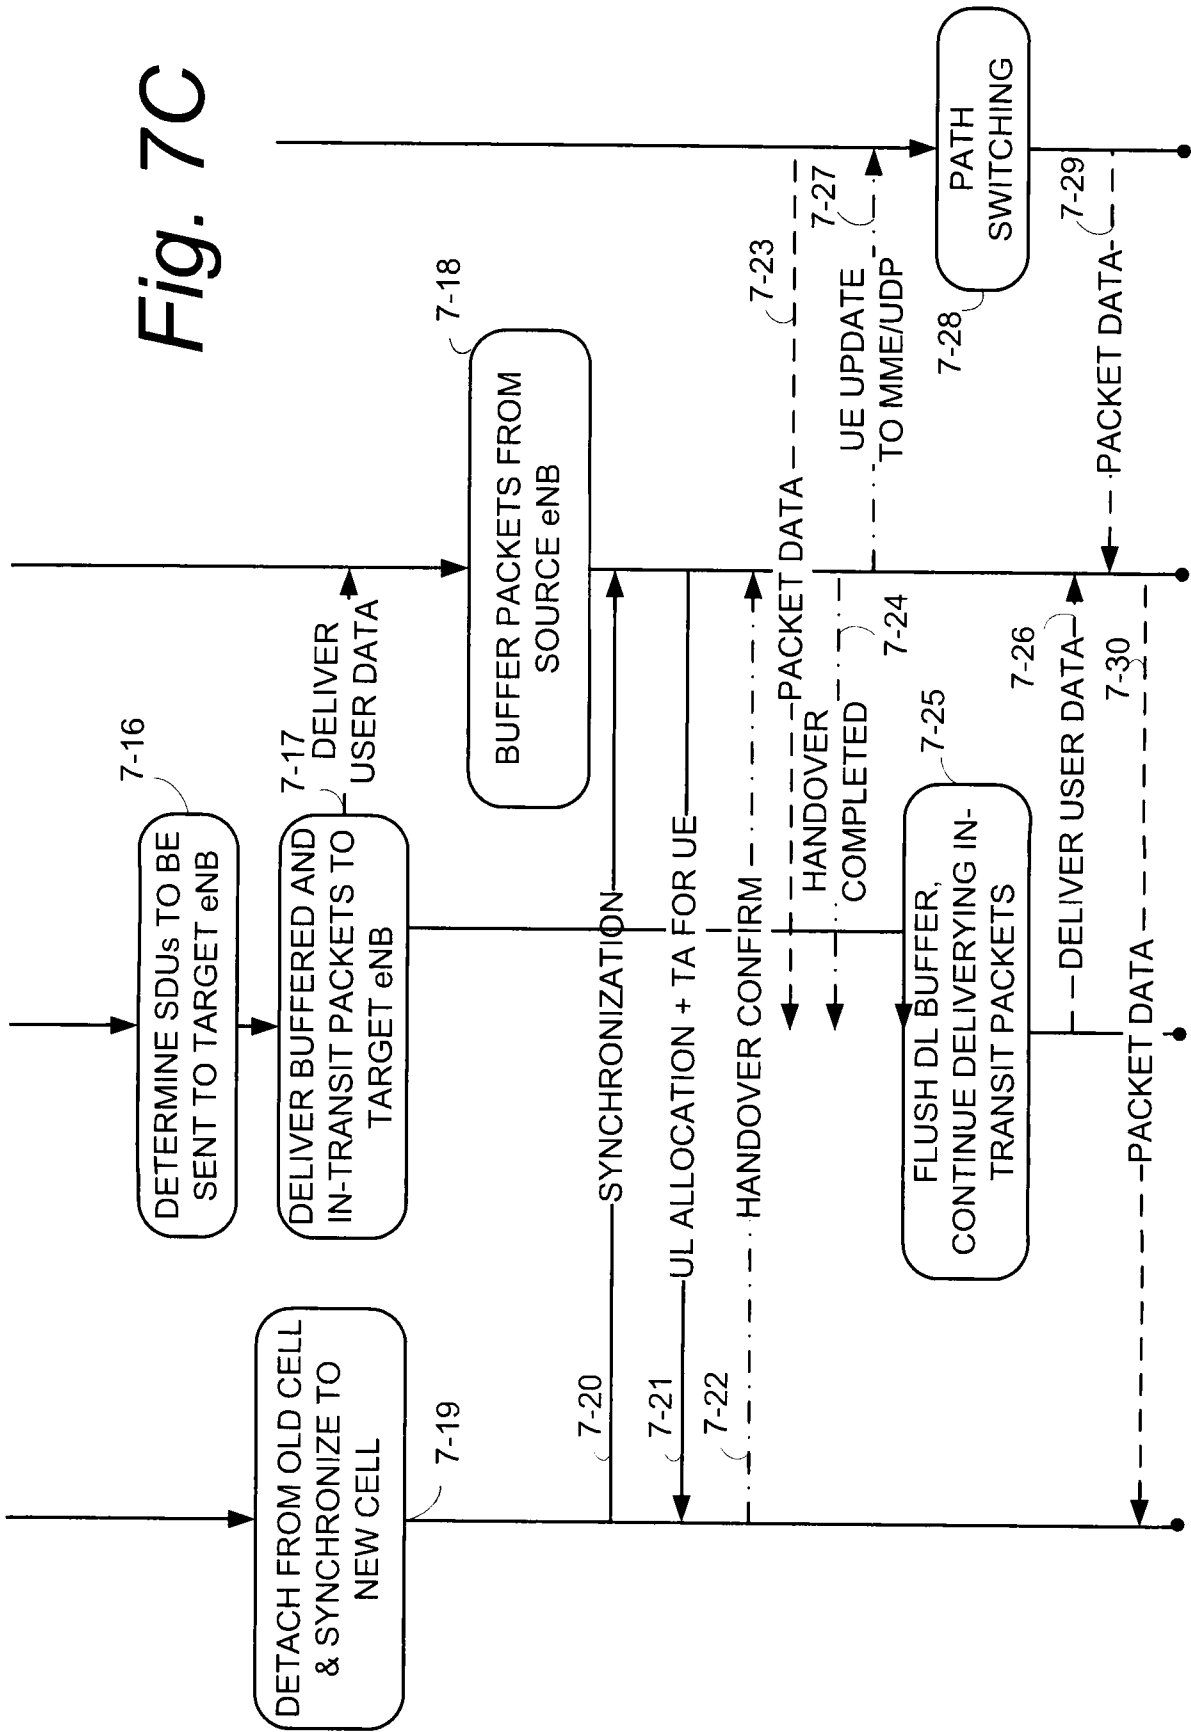 Fig. 7C
7-16
DETERMINE SDUs TO BE
SENT TO TARGET eNB
7-17
DELIVER BUFFERED AND
IN-TRANSIT PACKETS TO
TARGET eNB
DELIVER
USER DATA
7-18
BUFFER PACKETS FROM
SOURCE eNB
DETACH FROM OLD CELL
& SYNCHRONIZE TO
NEW CELL
7-19
7-20
SYNCHRONIZATION
7-21
UL ALLOCATION + TA FOR UE
7-22
HANDOVER CONFIRM
7-23
PACKET DATA
HANDOVER
COMPLETED
7-24
7-25
FLUSH DL BUFFER,
CONTINUE DELIVERING IN-
TRANSIT PACKETS
7-26
DELIVER USER DATA
7-27
UE UPDATE
TO MME/UDP
7-28
PATH
SWITCHING
7-29
PACKET DATA
7-30
PACKET DATA